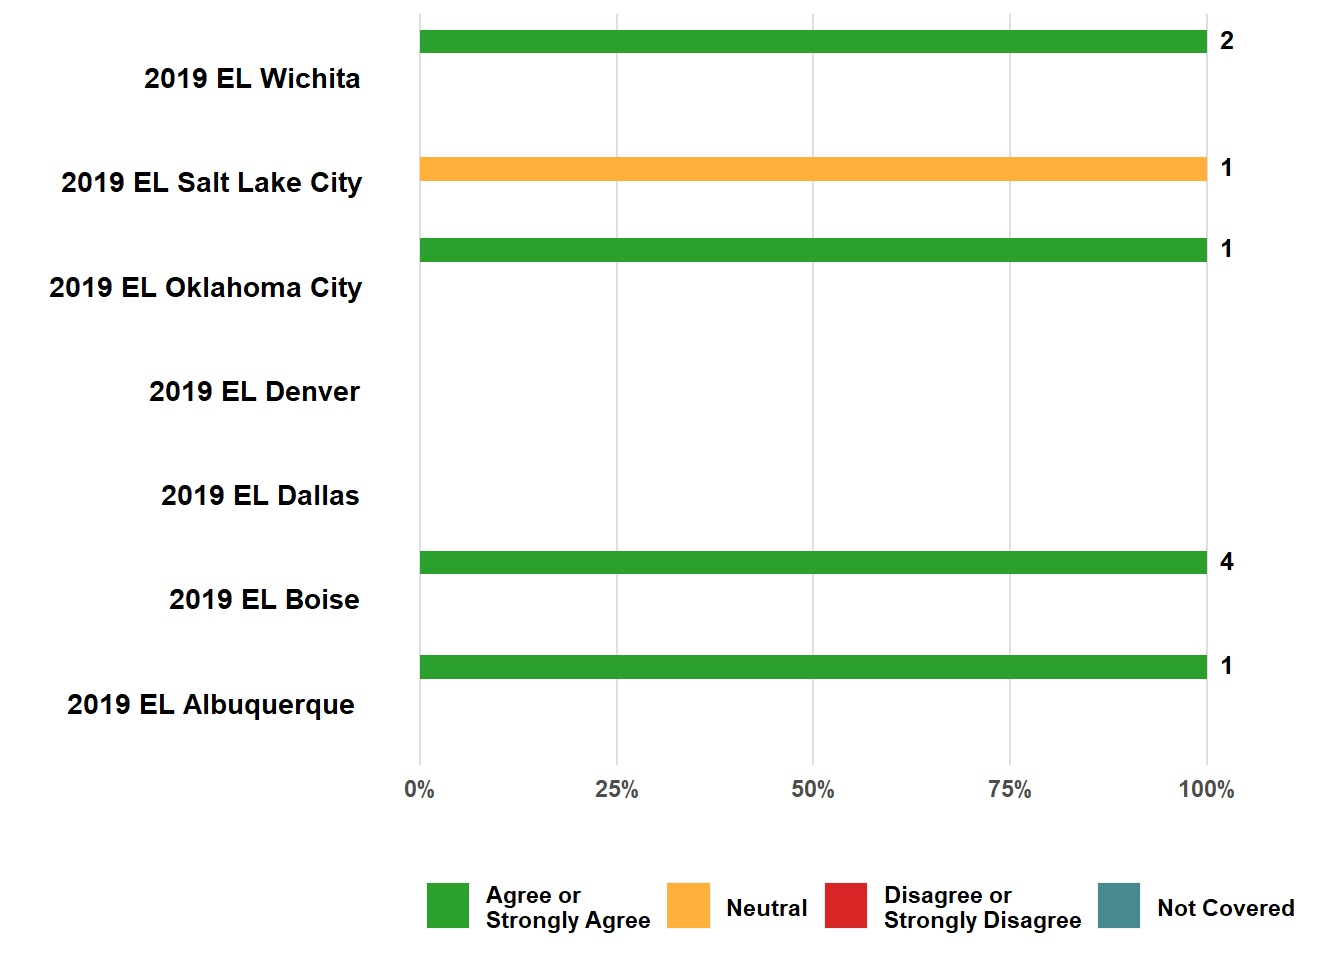 2019 EL Wichita
2
2019 EL Salt Lake City
1
2019 EL Oklahoma City
1
2019 EL Denver
2019 EL Dallas
2019 EL Boise
4
2019 EL Albuquerque
1
0% 25% 50% 75% 100%
Agree or
Strongly Agree
Neutral
Disagree or
Strongly Disagree
Not Covered